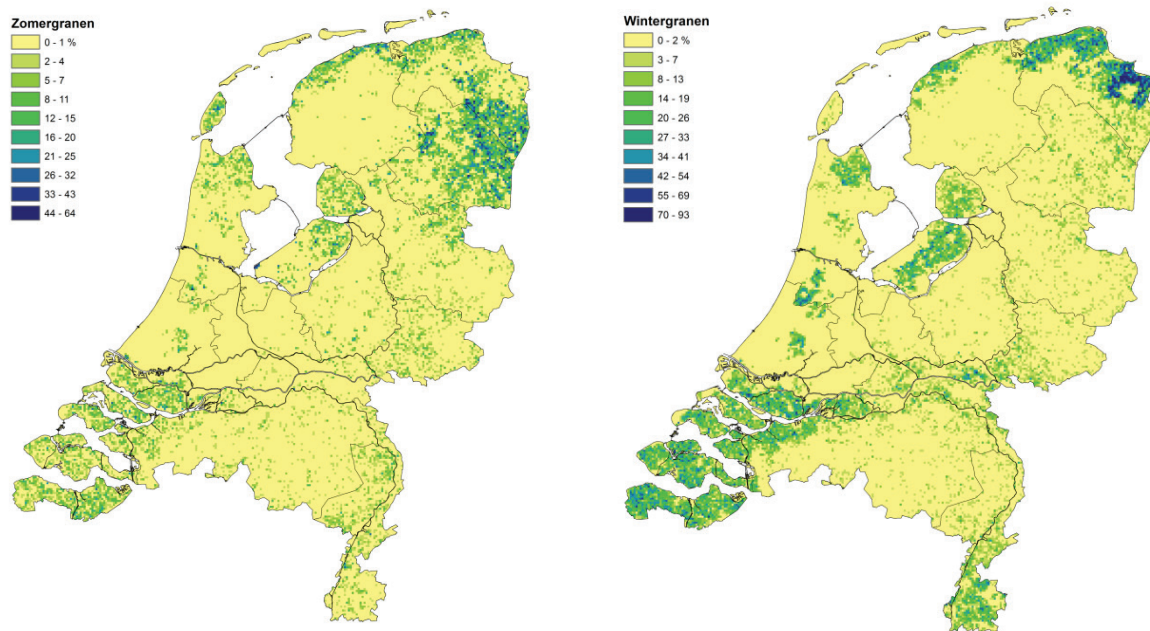 Zomergranen
0 - 1 %
2 - 4
5 - 7
8 - 11
12 - 15
16 - 20
21 - 25
26 - 32
33 - 43
44 - 64
Wintergranen
0 - 2 %
3 - 7
8 - 13
14 - 19
20 - 26
27 - 33
34 - 41
42 - 54
55 - 69
70 - 93